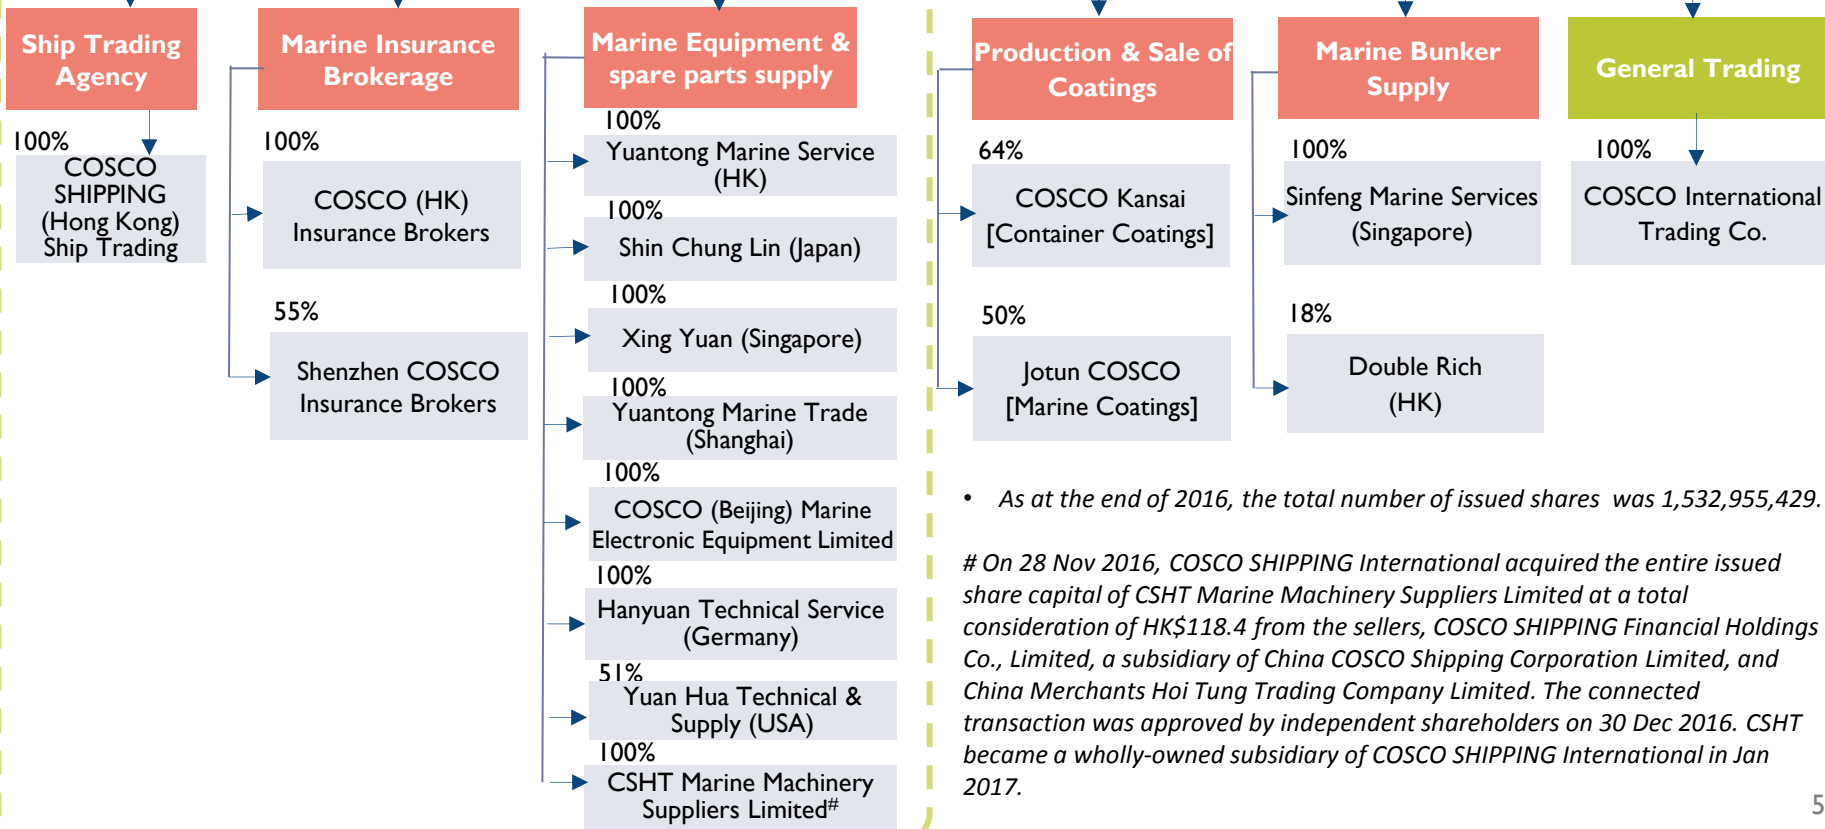 Ship Trading
Agency
100%
COSCO
SHIPPING
(Hong Kong)
Ship Trading
Marine Insurance
Brokerage
100%
COSCO (HK)
Insurance Brokers
55%
Shenzhen COSCO
Insurance Brokers
Marine Equipment &
spare parts supply
100%
Yuantong Marine Service
(HK)
100%
Shin Chung Lin (Japan)
100%
Xing Yuan (Singapore)
100%
Yuantong Marine Trade
(Shanghai)
100%
COSCO (Beijing) Marine
Electronic Equipment Limited
100%
Hanyuan Technical Service
(Germany)
51%
Yuan Hua Technical &
Supply (USA)
100%
CSHT Marine Machinery
Suppliers Limited#
Production & Sale of
Coatings
64%
COSCO Kansai
[Container Coatings]
50%
Jotun COSCO
[Marine Coatings]
Marine Bunker
Supply
100%
Sinfeng Marine Services
(Singapore)
18%
Double Rich
(HK)
General Trading
100%
COSCO International
Trading Co.
• As at the end of 2016, the total number of issued shares was 1,532,955,429.
# On 28 Nov 2016, COSCO SHIPPING International acquired the entire issued
share capital of CSHT Marine Machinery Suppliers Limited at a total
consideration of HK$118.4 from the sellers, COSCO SHIPPING Financial Holdings
Co., Limited, a subsidiary of China COSCO Shipping Corporation Limited, and
China Merchants Hoi Tung Trading Company Limited. The connected
transaction was approved by independent shareholders on 30 Dec 2016. CSHT
became a wholly-owned subsidiary of COSCO SHIPPING International in Jan
2017.
5